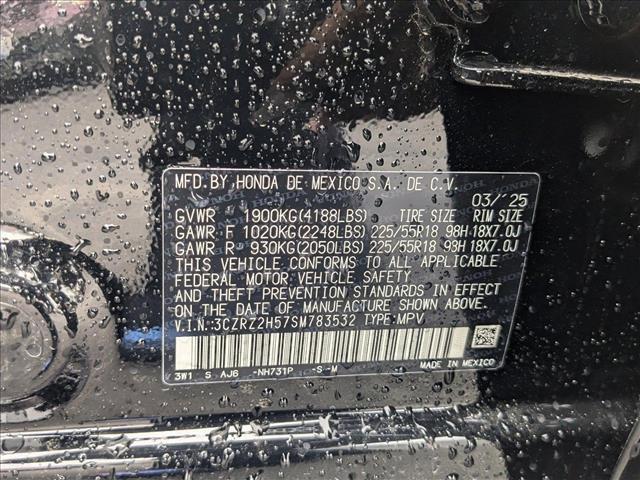 MFD. BY HONDA DE MEXICO S.A. DE C.V.
03/'25
GVWR 1900KG(4188LBS) TIRE SIZE RIM SIZE
GAWR F 1020KG(2248LBS) 225/55R18 98H 18X7.0J
GAWR R 930KG(2050LBS) 225/55R18 98H 18X7.0J
THIS VEHICLE CONFORMS TO ALL APPLICABLE
FEDERAL MOTOR VEHICLE SAFETY
AND THEFT PREVENTION STANDARDS IN EFFECT
ON THE DATE OF MANUFACTURE SHOWN ABOVE.
V.I.N.:3CZRZ2H57SM783532 TYPE:MPV
3W1 S AJ6 -NH731P -S-M MADE IN MEXICO